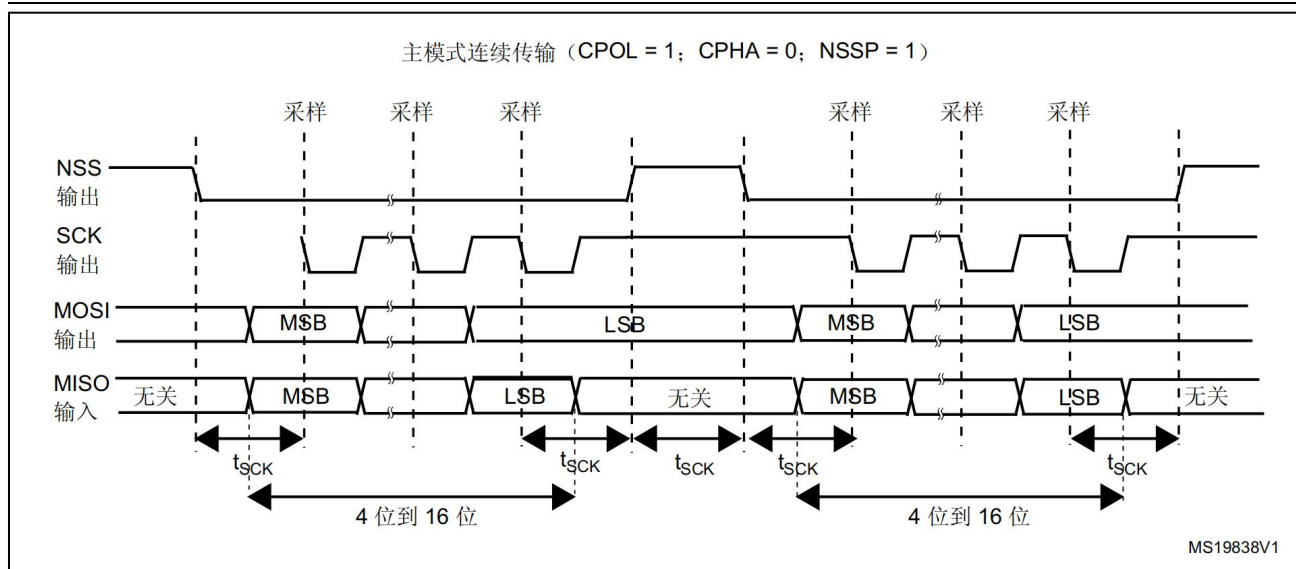 主模式连续传输（CPOL = 1；CPHA = 0；NSSP = 1）
采样 采样 采样 采样 采样 采样
NSS
输出
SCK
输出
MOSI
输出
MSB LSB MSB LSB
MISO
输入
无关 MSB LSB 无关 MSB LSB 无关
tSCK tSCK tSCK tSCK tSCK
4 位到 16 位 4 位到 16 位
MS19838V1